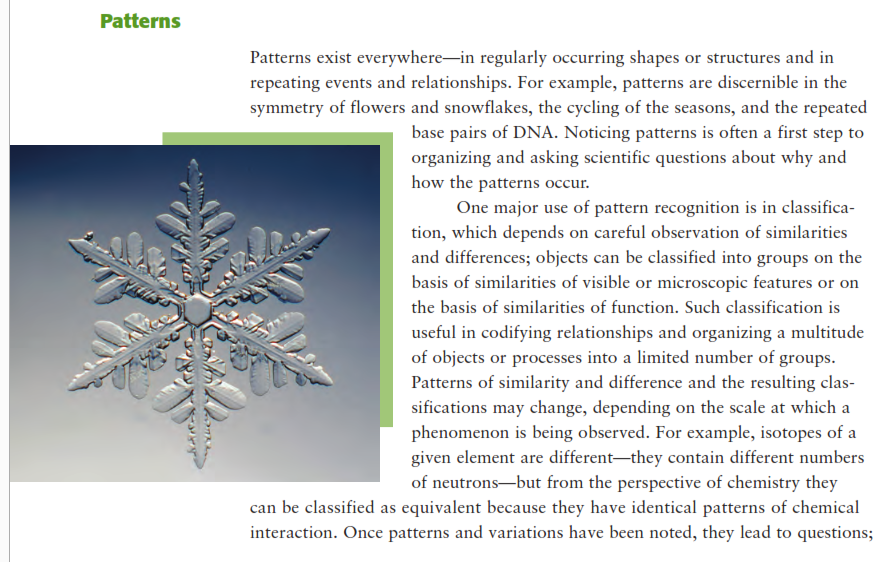 Patterns
Patterns exist everywhere—in regularly occurring shapes or structures and in
repeating events and relationships. For example, patterns are discernible in the
symmetry of flowers and snowflakes, the cycling of the seasons, and the repeated
base pairs of DNA. Noticing patterns is often a first step to
organizing and asking scientific questions about why and
how the patterns occur.
One major use of pattern recognition is in classifica-
tion, which depends on careful observation of similarities
and differences; objects can be classified into groups on the
basis of similarities of visible or microscopic features or on
the basis of similarities of function. Such classification is
useful in codifying relationships and organizing a multitude
of objects or processes into a limited number of groups.
Patterns of similarity and difference and the resulting clas-
sifications may change, depending on the scale at which a
phenomenon is being observed. For example, isotopes of a
given element are different—they contain different numbers
of neutrons—but from the perspective of chemistry they
can be classified as equivalent because they have identical patterns of chemical
interaction. Once patterns and variations have been noted, they lead to questions;